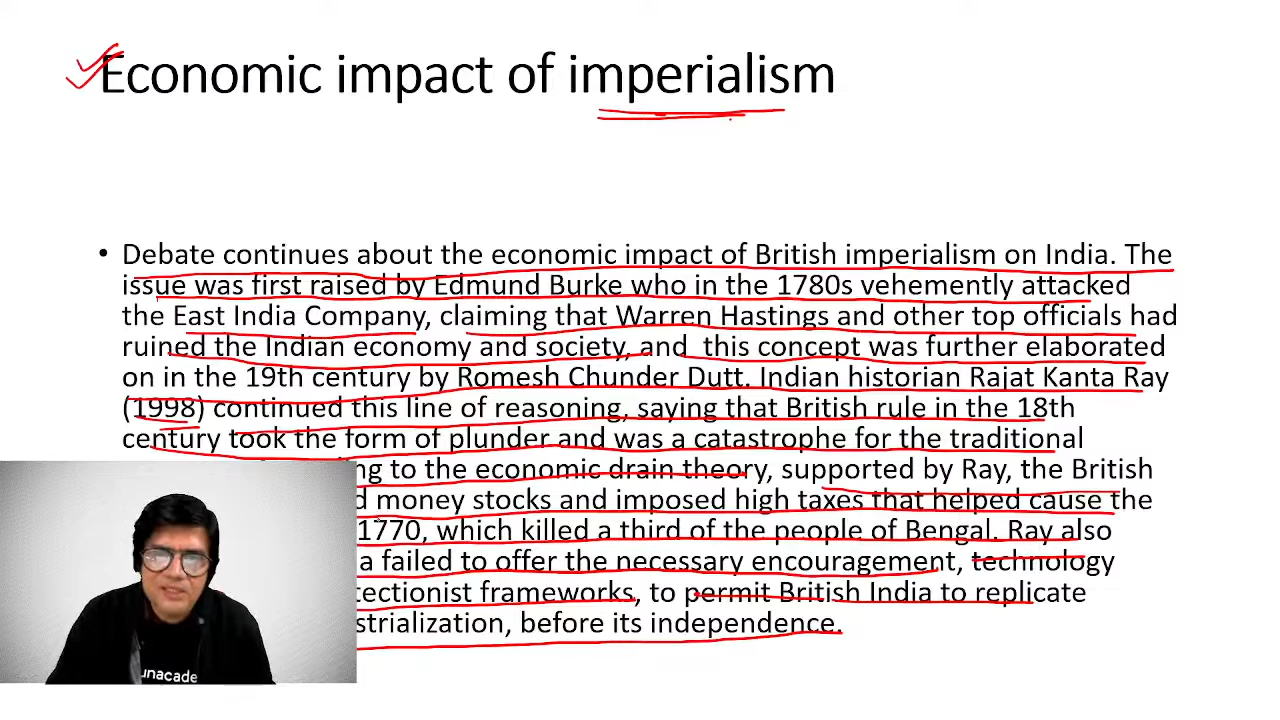 Economic impact of imperialism
• Debate continues about the economic impact of British imperialism on India. The
issue was first raised by Edmund Burke who in the 1780s vehemently attacked
the East India Company, claiming that Warren Hastings and other top officials had
ruined the Indian economy and society, and this concept was further elaborated
on in the 19th century by Romesh Chunder Dutt. Indian historian Rajat Kanta Ray
(1998) continued this line of reasoning, saying that British rule in the 18th
century took the form of plunder and was a catastrophe for the traditional
to the economic drain theory, supported by Ray, the British
money stocks and imposed high taxes that helped cause the
1770, which killed a third of the people of Bengal. Ray also
failed to offer the necessary encouragement, technology
frameworks, to permit British India to replicate
before its independence.
unacade